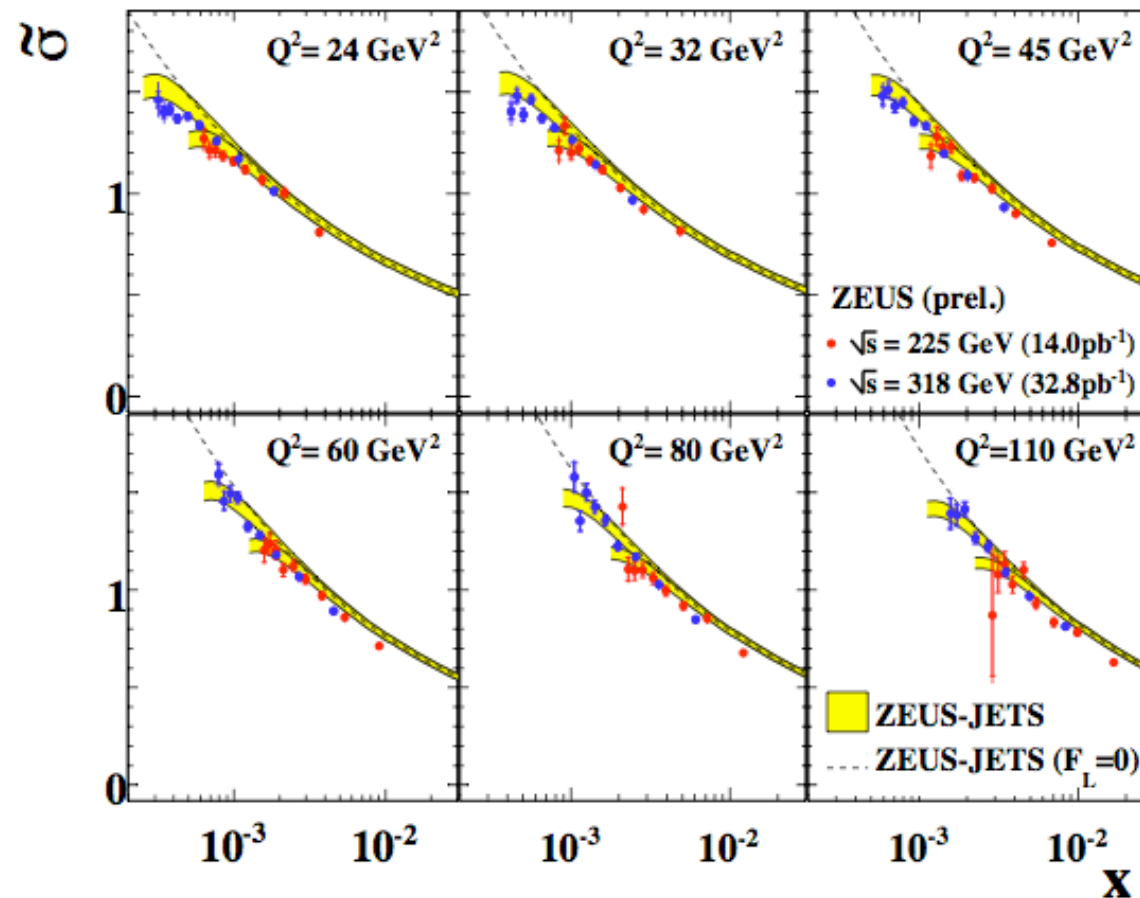 σ̃
Q²= 24 GeV²
Q²= 32 GeV²
Q²= 45 GeV²
1
0
ZEUS (prel.)
√s = 225 GeV (14.0pb⁻¹)
√s = 318 GeV (32.8pb⁻¹)
Q²= 60 GeV²
Q²= 80 GeV²
Q²=110 GeV²
1
0
ZEUS-JETS
ZEUS-JETS (F_L=0)
10⁻³ 10⁻² 10⁻³ 10⁻² 10⁻³ 10⁻²
x